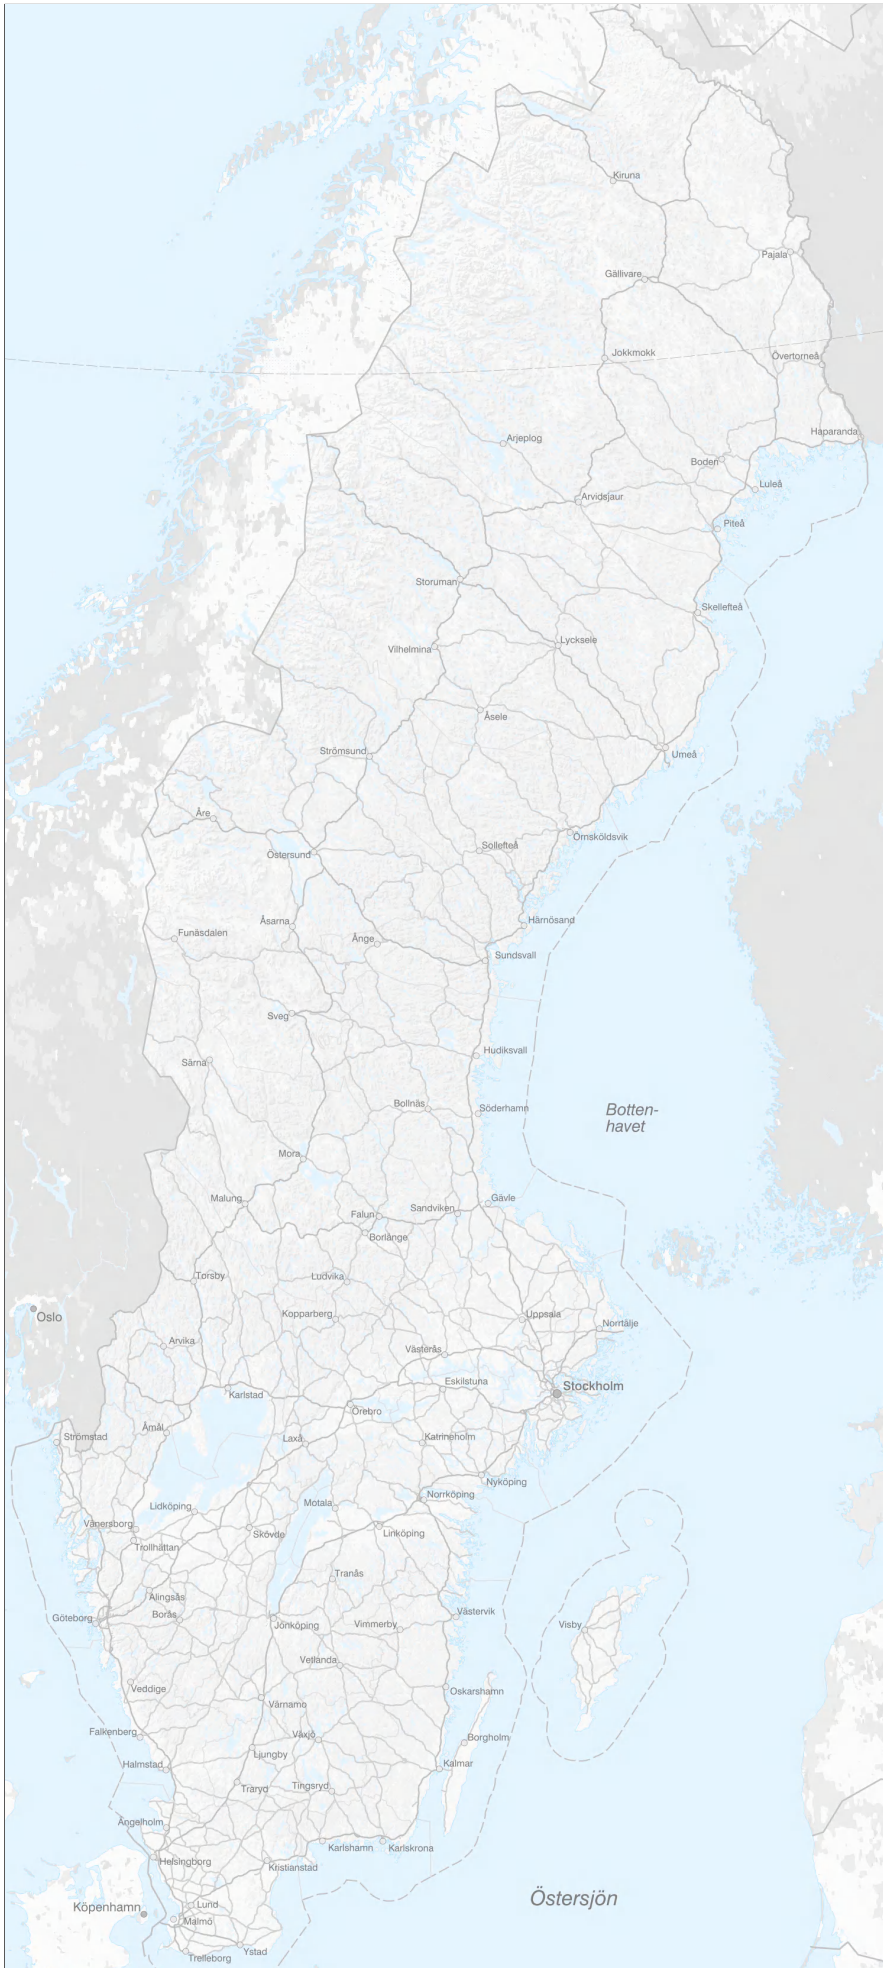 Kiruna
Pajala
Gällivare
Jokkmokk
Övertorneå
Haparanda
Arjeplog
Boden
Luleå
Arvidsjaur
Piteå
Storuman
Skellefteå
Lycksele
Vilhelmina
Åsele
Strömsund
Umeå
Åre
Örnsköldsvik
Östersund
Sollefteå
Åsarna
Härnösand
Funäsdalen
Ånge
Sundsvall
Sveg
Hudiksvall
Särna
Bollnäs
Söderhamn
Botten-
havet
Mora
Malung
Gävle
Sandviken
Falun
Borlänge
Torsby
Ludvika
Oslo
Kopparberg
Uppsala
Norrtälje
Arvika
Västerås
Eskilstuna
Stockholm
Karlstad
Örebro
Åmål
Strömstad
Laxå
Katrineholm
Nyköping
Norrköping
Motala
Lidköping
Vänersborg
Skövde
Linköping
Trollhättan
Tranås
Alingsås
Göteborg
Borås
Jönköping
Vimmerby
Västervik
Visby
Vetlanda
Veddige
Oskarshamn
Värnamo
Falkenberg
Växjö
Borgholm
Ljungby
Halmstad
Kalmar
Traryd
Tingsryd
Ängelholm
Karlshamn
Karlskrona
Helsingborg
Kristianstad
Östersjön
Lund
Köpenhamn
Malmö
Ystad
Trelleborg